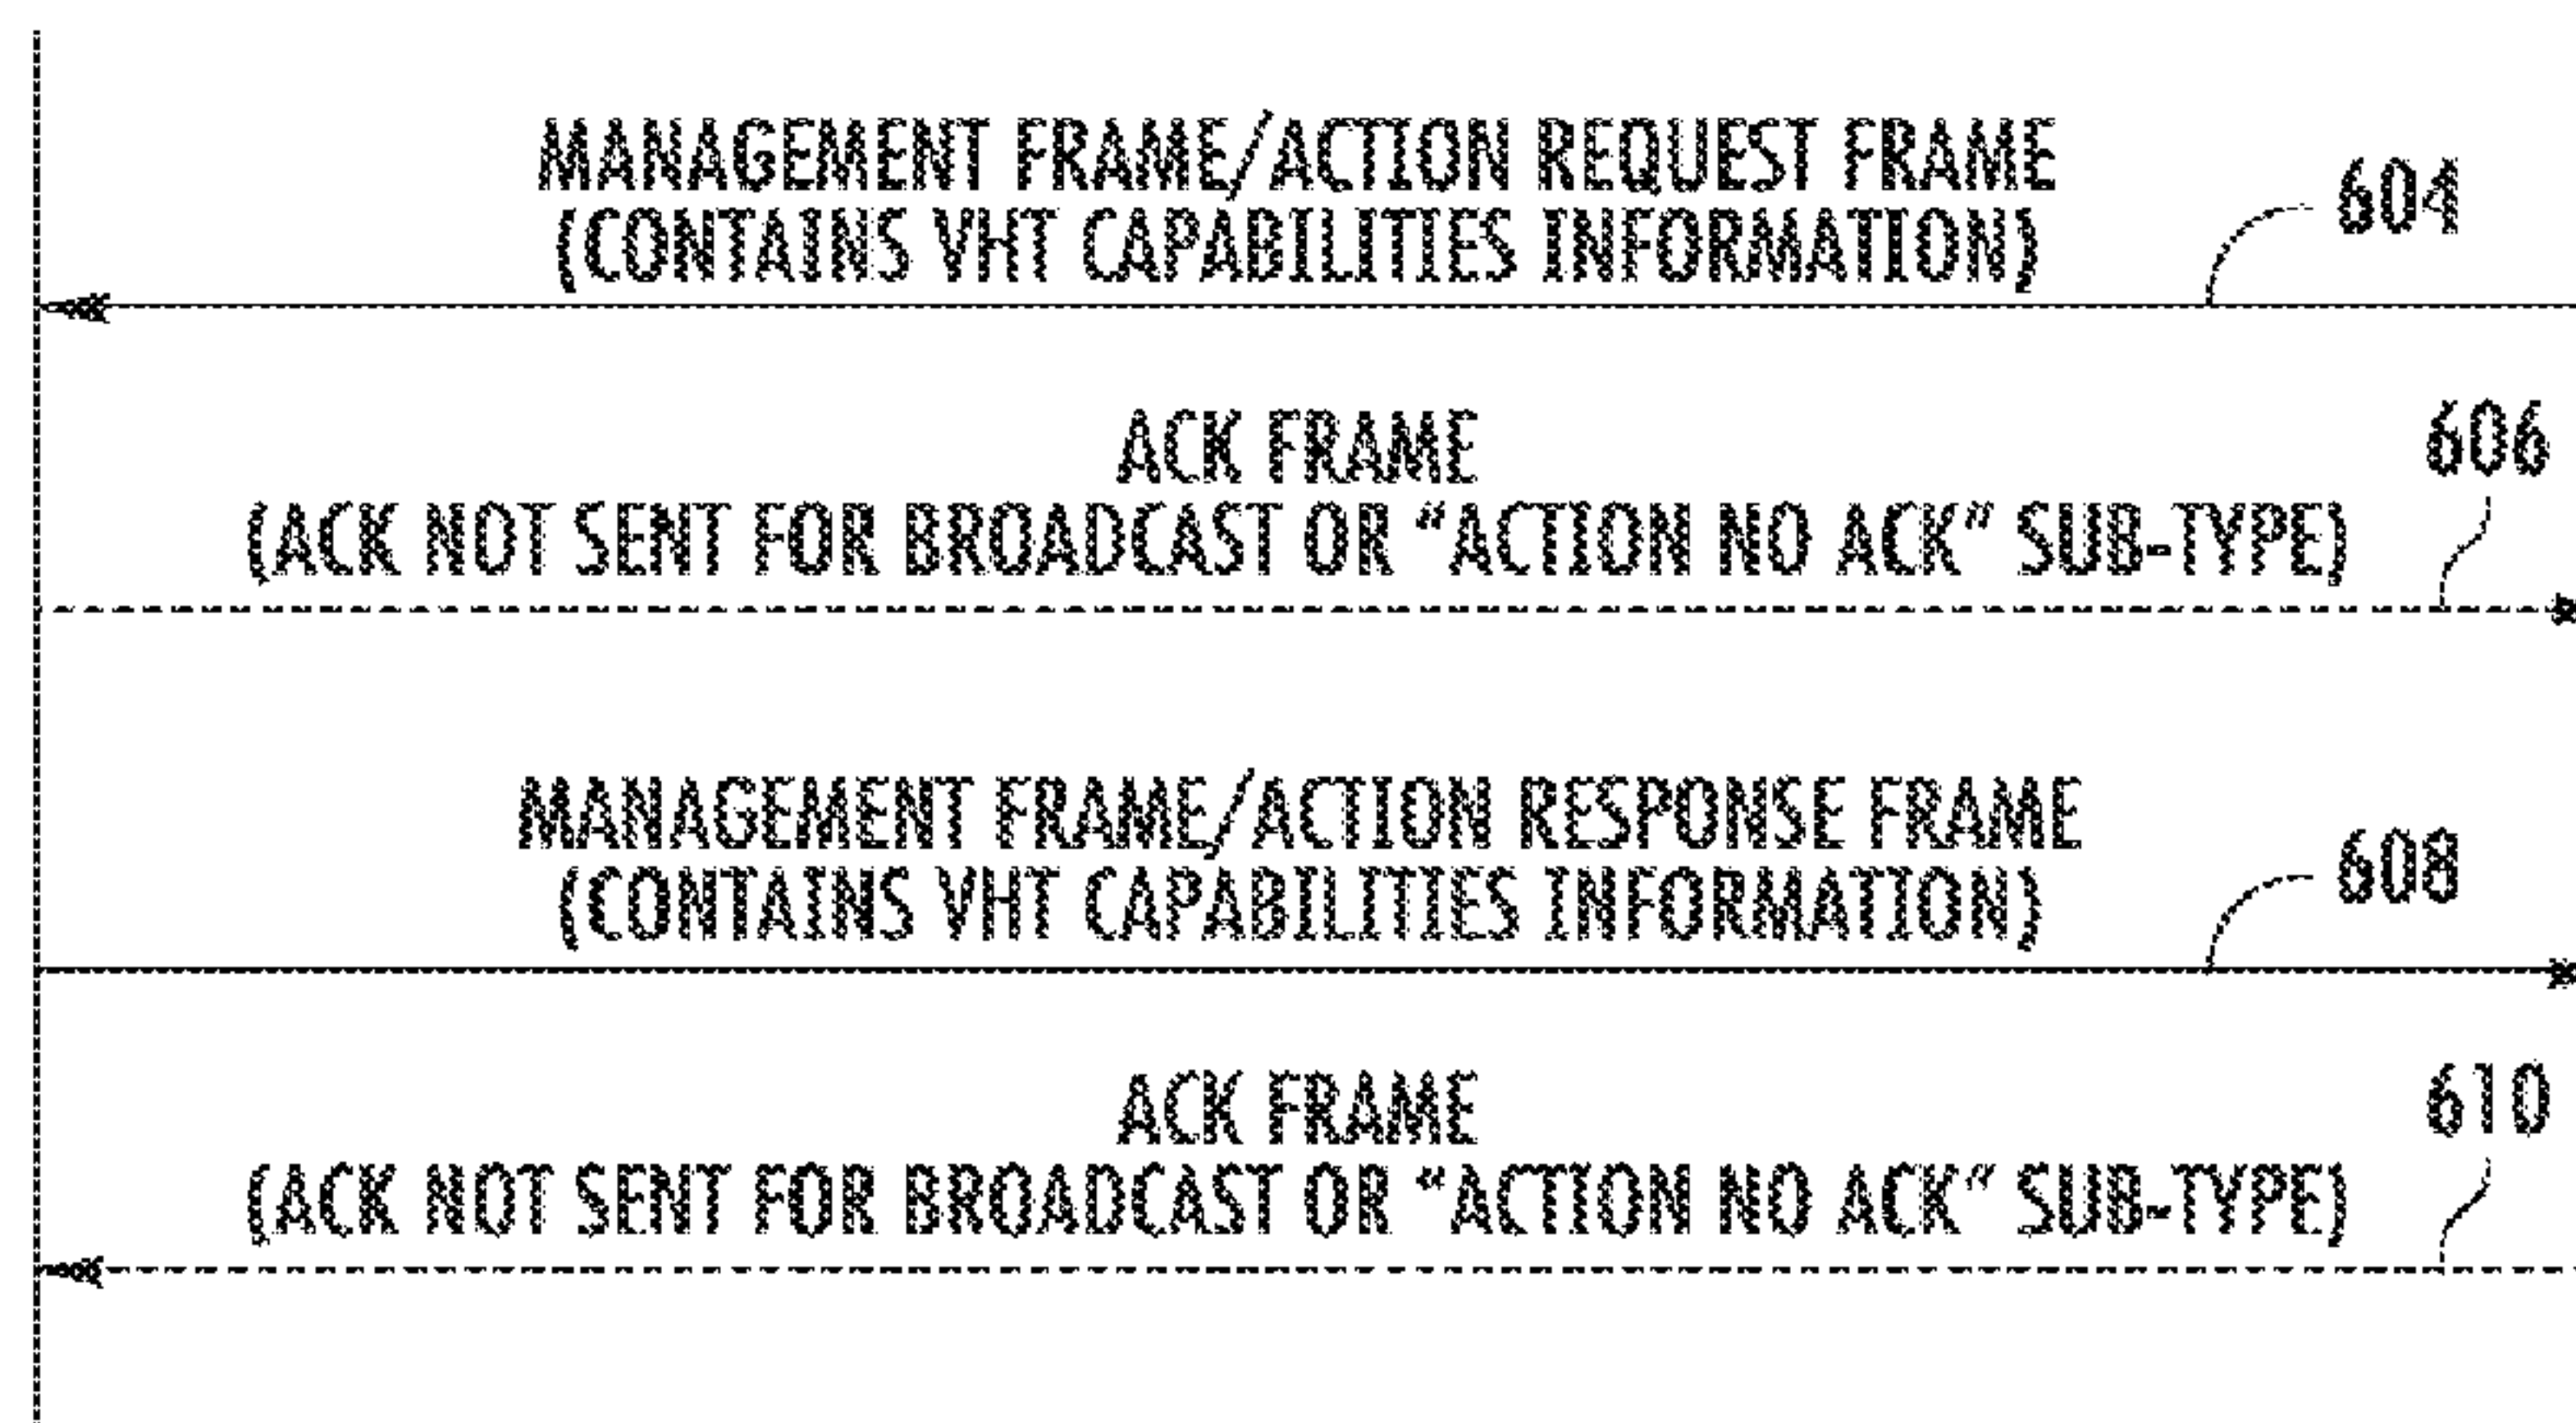 MANAGEMENT FRAME/ACTION REQUEST FRAME
(CONTAINS VHT CAPABILITIES INFORMATION)
604
ACK FRAME
606
(ACK NOT SENT FOR BROADCAST OR “ACTION NO ACK” SUB-TYPE)
MANAGEMENT FRAME/ACTION RESPONSE FRAME
(CONTAINS VHT CAPABILITIES INFORMATION)
608
ACK FRAME
610
(ACK NOT SENT FOR BROADCAST OR “ACTION NO ACK” SUB-TYPE)